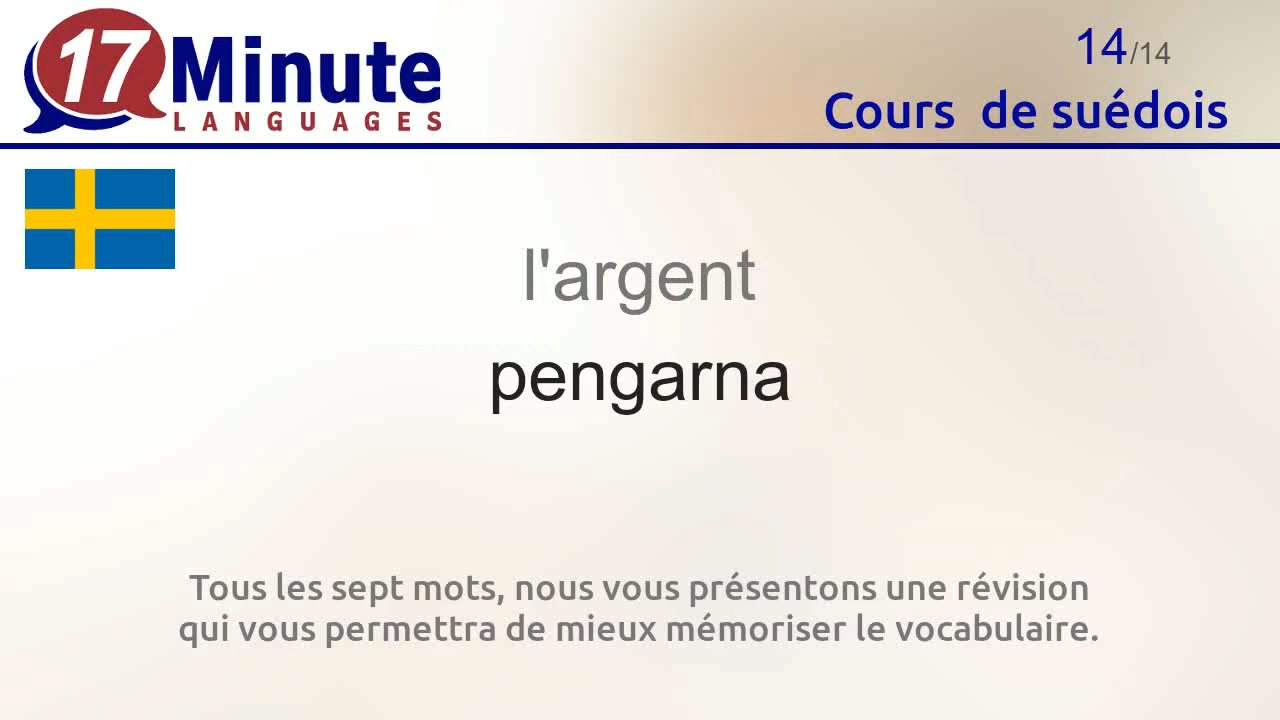 17 Minute
LANGUAGES
14/14
Cours de suédois
l'argent
pengarna
Tous les sept mots, nous vous présentons une révision
qui vous permettra de mieux mémoriser le vocabulaire.